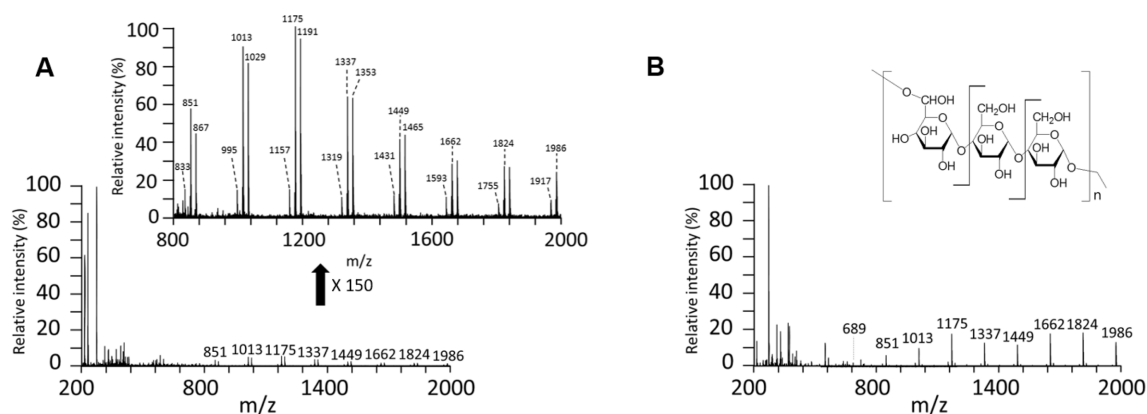 A
Relative intensity (%)
100
80
60
40
20
0
833
851
867
995
1013
1029
1157
1175
1191
1319
1337
1353
1431
1449
1465
1593
1662
1755
1824
1917
1986
800
1200
1600
2000
m/z
X 150
Relative intensity (%)
100
80
60
40
20
0
851
1013
1175
1337
1449
1662
1824
1986
200
800
1400
2000
m/z
B
O
CHOH
O
HO
OH
OH
O
CH₂OH
O
OH
OH
O
CH₂OH
O
OH
OH
O
n
Relative intensity (%)
100
80
60
40
20
0
689
851
1013
1175
1337
1449
1662
1824
1986
200
800
1400
2000
m/z